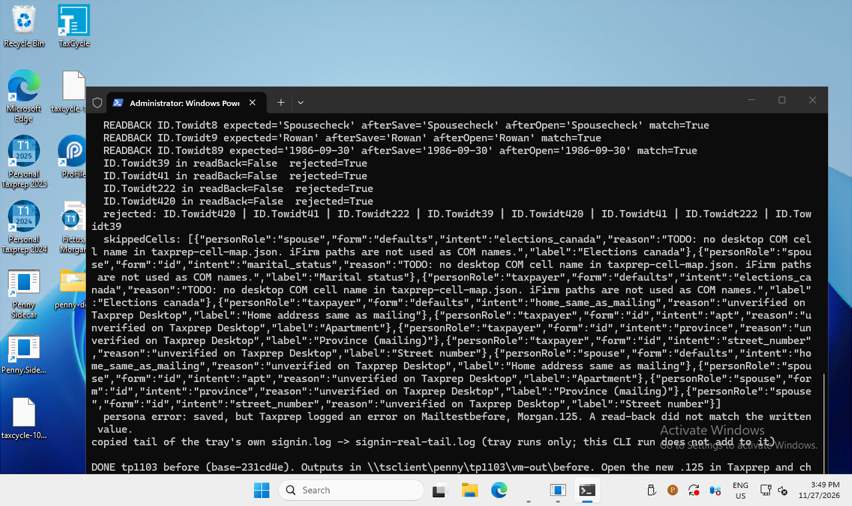 Recycle Bin
TaxCycle
Microsoft Edge
taxcycle-1
Personal Taxprep 2025
ProFile
Personal Taxprep 2024
Penny Sidecar
penny-de
Penny.Side...
taxcycle-10...
Administrator: Windows Powe
READBACK ID.Towidt8 expected='Spousecheck' afterSave='Spousecheck' afterOpen='Spousecheck' match=True
READBACK ID.Towidt9 expected='Rowan' afterSave='Rowan' afterOpen='Rowan' match=True
READBACK ID.Towidt89 expected='1986-09-30' afterSave='1986-09-30' afterOpen='1986-09-30' match=True
ID.Towidt39 in readBack=False  rejected=True
ID.Towidt41 in readBack=False  rejected=True
ID.Towidt222 in readBack=False  rejected=True
ID.Towidt420 in readBack=False  rejected=True
rejected: ID.Towidt420 | ID.Towidt41 | ID.Towidt222 | ID.Towidt39 | ID.Towidt420 | ID.Towidt41 | ID.Towidt222 | ID.Tow
idt39
skippedCells: [{"personRole":"spouse","form":"defaults","intent":"elections_canada","reason":"TODO: no desktop COM cel
l name in taxprep-cell-map.json. iFirm paths are not used as COM names.","label":"Elections canada"},{"personRole":"spou
se","form":"id","intent":"marital_status","reason":"TODO: no desktop COM cell name in taxprep-cell-map.json. iFirm paths
are not used as COM names.","label":"Marital status"},{"personRole":"taxpayer","form":"defaults","intent":"elections_ca
nada","reason":"TODO: no desktop COM cell name in taxprep-cell-map.json. iFirm paths are not used as COM names.","label"
:"Elections canada"},{"personRole":"taxpayer","form":"defaults","intent":"home_same_as_mailing","reason":"unverified on
Taxprep Desktop","label":"Home address same as mailing"},{"personRole":"taxpayer","form":"id","intent":"apt","reason":"u
nverified on Taxprep Desktop","label":"Apartment"},{"personRole":"taxpayer","form":"id","intent":"province","reason":"un
verified on Taxprep Desktop","label":"Province (mailing)"},{"personRole":"taxpayer","form":"id","intent":"street_number"
,"reason":"unverified on Taxprep Desktop","label":"Street number"},{"personRole":"spouse","form":"defaults","intent":"ho
me_same_as_mailing","reason":"unverified on Taxprep Desktop","label":"Home address same as mailing"},{"personRole":"spou
se","form":"id","intent":"apt","reason":"unverified on Taxprep Desktop","label":"Apartment"},{"personRole":"spouse","for
m":"id","intent":"province","reason":"unverified on Taxprep Desktop","label":"Province (mailing)"},{"personRole":"spouse
","form":"id","intent":"street_number","reason":"unverified on Taxprep Desktop","label":"Street number"}]
persona error: saved, but Taxprep logged an error on Mailtestbefore, Morgan.125. A read-back did not match the written
value.
copied tail of the tray's own signin.log -> signin-real-tail.log (tray runs only; this CLI run does not add to it)
DONE tp1103 before (base-231cd4e). Outputs in \\tsclient\penny\tp1103\vm-out\before. Open the new .125 in Taxprep and ch
Activate Windows
Go to Settings to activate Windows.
Search
ENG
US
3:49 PM
11/27/2026